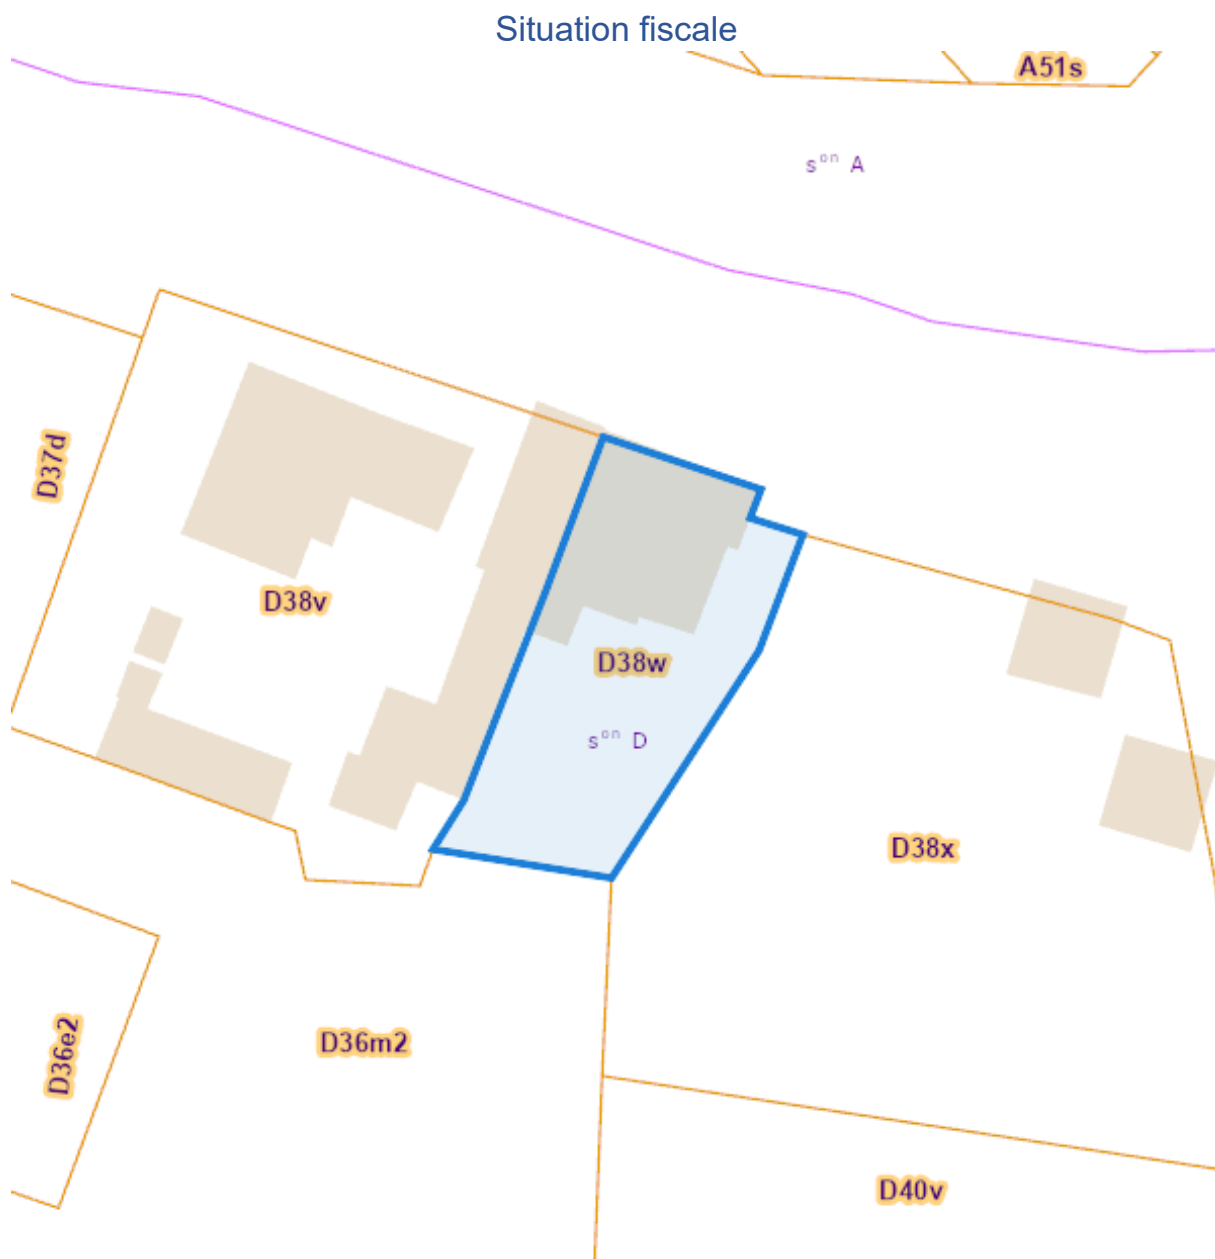 Situation fiscale
A51s
sᵒⁿ A
D37d
D38v
D38w
sᵒⁿ D
D38x
D36e2
D36m2
D40v